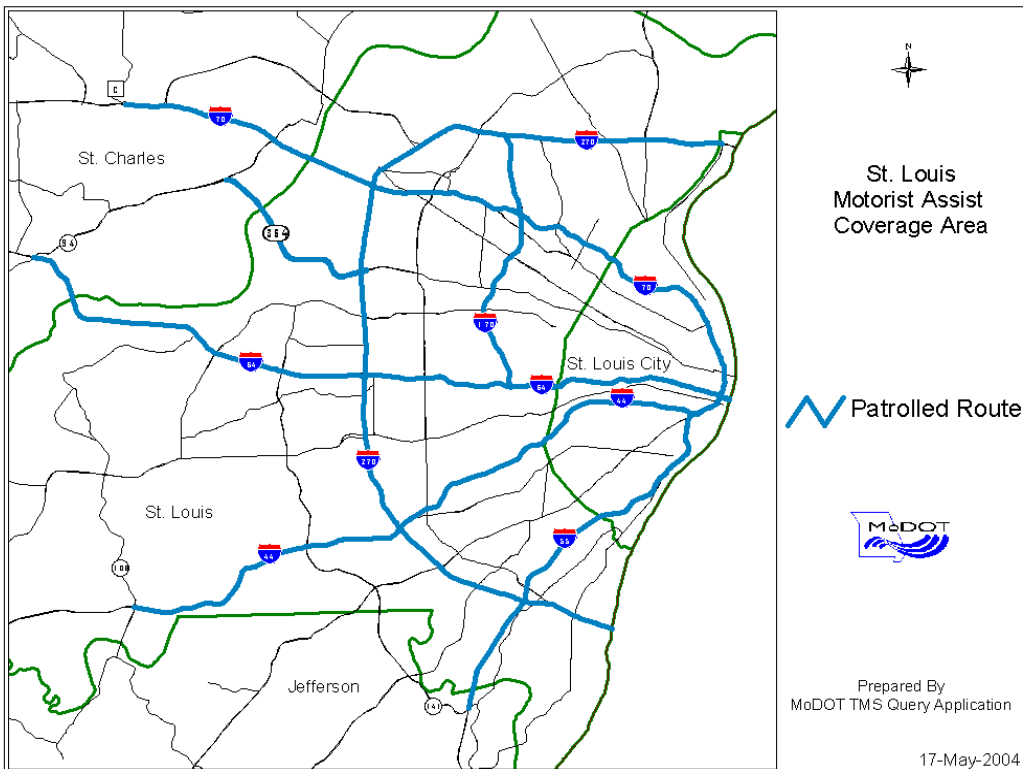 C
70
270
St. Charles
364
94
70
170
64
St. Louis City
64
44
270
St. Louis
44
55
109
Jefferson
141
N
St. Louis
Motorist Assist
Coverage Area
Patrolled Route
MoDOT
Prepared By
MoDOT TMS Query Application
17-May-2004